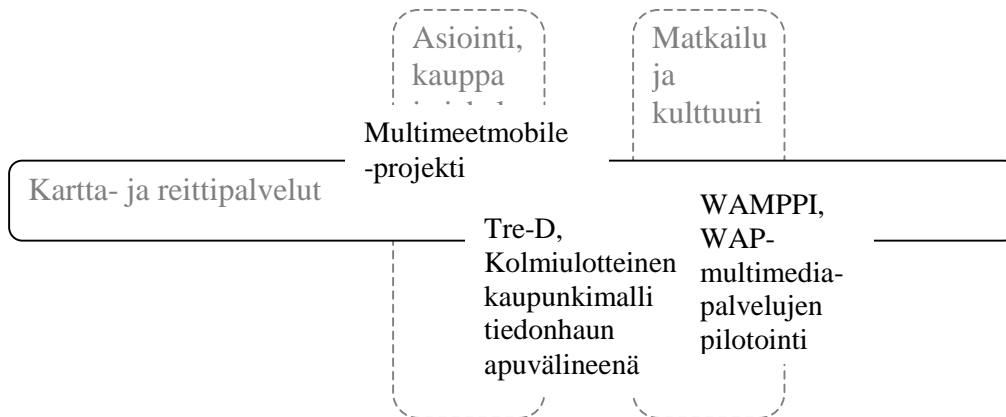 Asiointi,
kauppa
Matkailu
ja
kulttuuri
Multimeetmobile
-projekti
Kartta- ja reittipalvelut
Tre-D,
Kolmiulotteinen
kaupunkimalli
tiedonhaun
apuvälineenä
WAMPPI,
WAP-
multimedia-
palvelujen
pilotointi